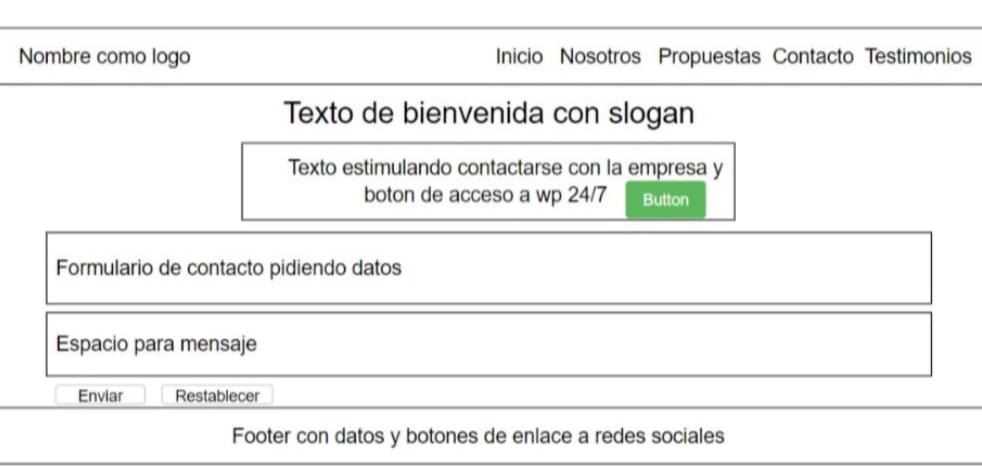 Nombre como logo
Inicio Nosotros Propuestas Contacto Testimonios
Texto de bienvenida con slogan
Texto estimulando contactarse con la empresa y
boton de acceso a wp 24/7 Button
Formulario de contacto pidiendo datos
Espacio para mensaje
Enviar Restablecer
Footer con datos y botones de enlace a redes sociales